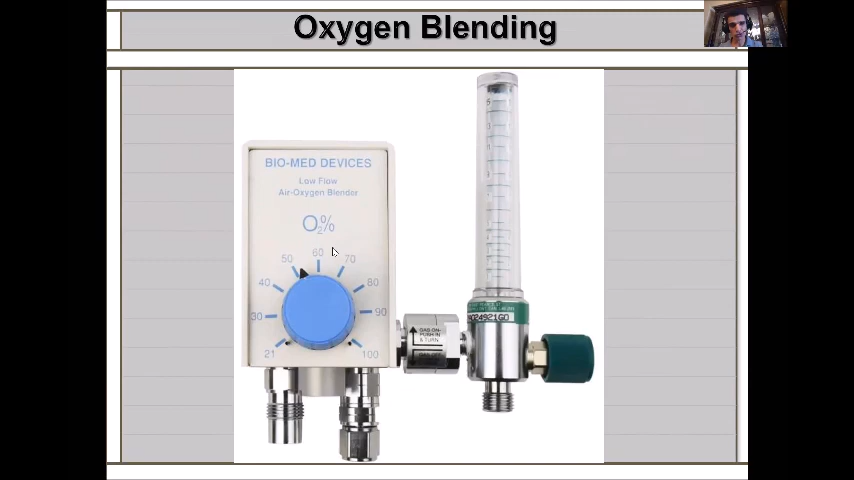 Oxygen Blending
BIO-MED DEVICES
Low Flow
Air-Oxygen Blender
O2%
60
50 70
40 80
30 90
21 100
GAS ON-
PUSH IN
& TURN